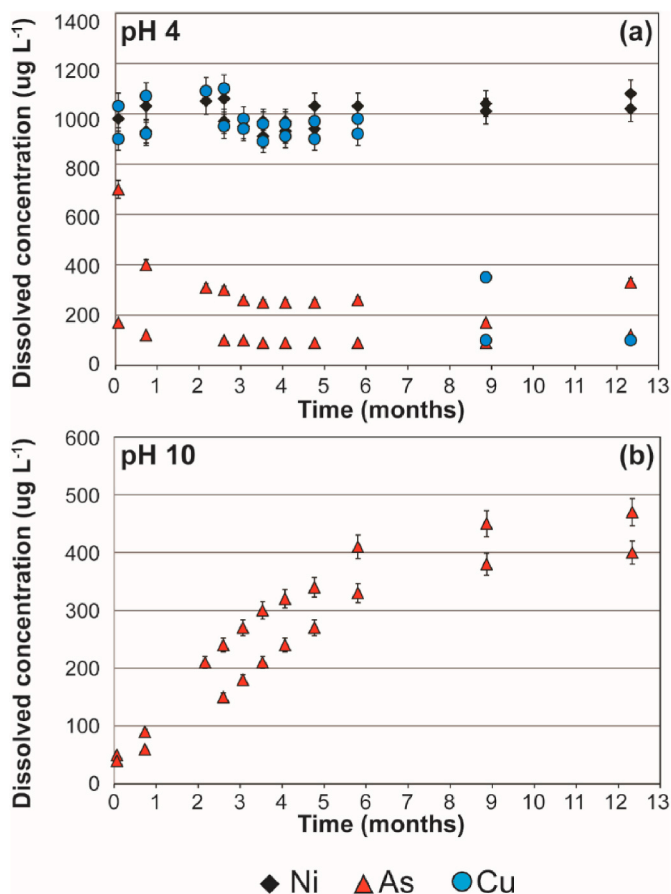 pH 4
(a)
Dissolved concentration (ug L-1)
1400
1200
1000
800
600
400
200
0
0 1 2 3 4 5 6 7 8 9 10 11 12 13
Time (months)
pH 10
(b)
Dissolved concentration (ug L-1)
600
500
400
300
200
100
0
0 1 2 3 4 5 6 7 8 9 10 11 12 13
Time (months)
Ni As Cu